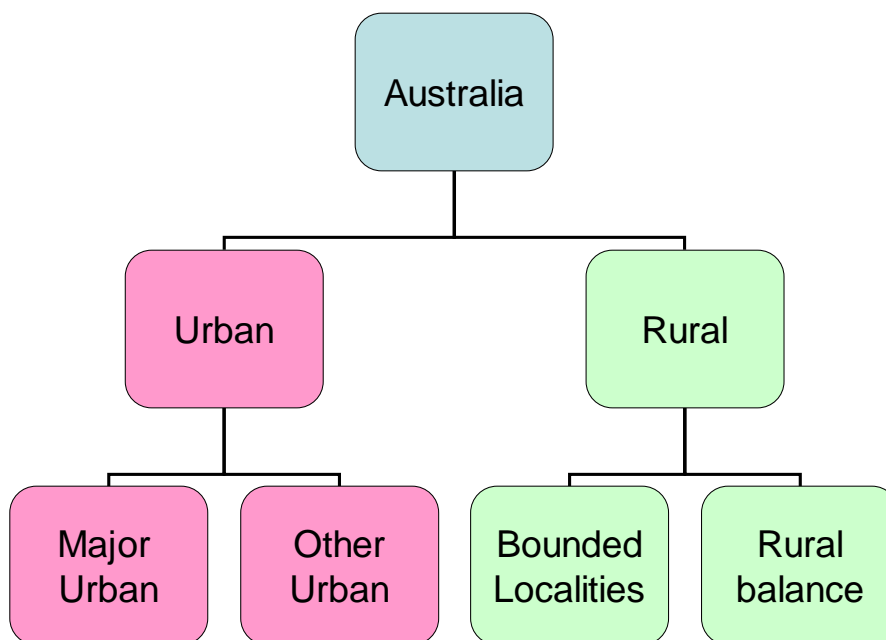 Australia
Urban
Rural
Major
Urban
Other
Urban
Bounded
Localities
Rural
balance